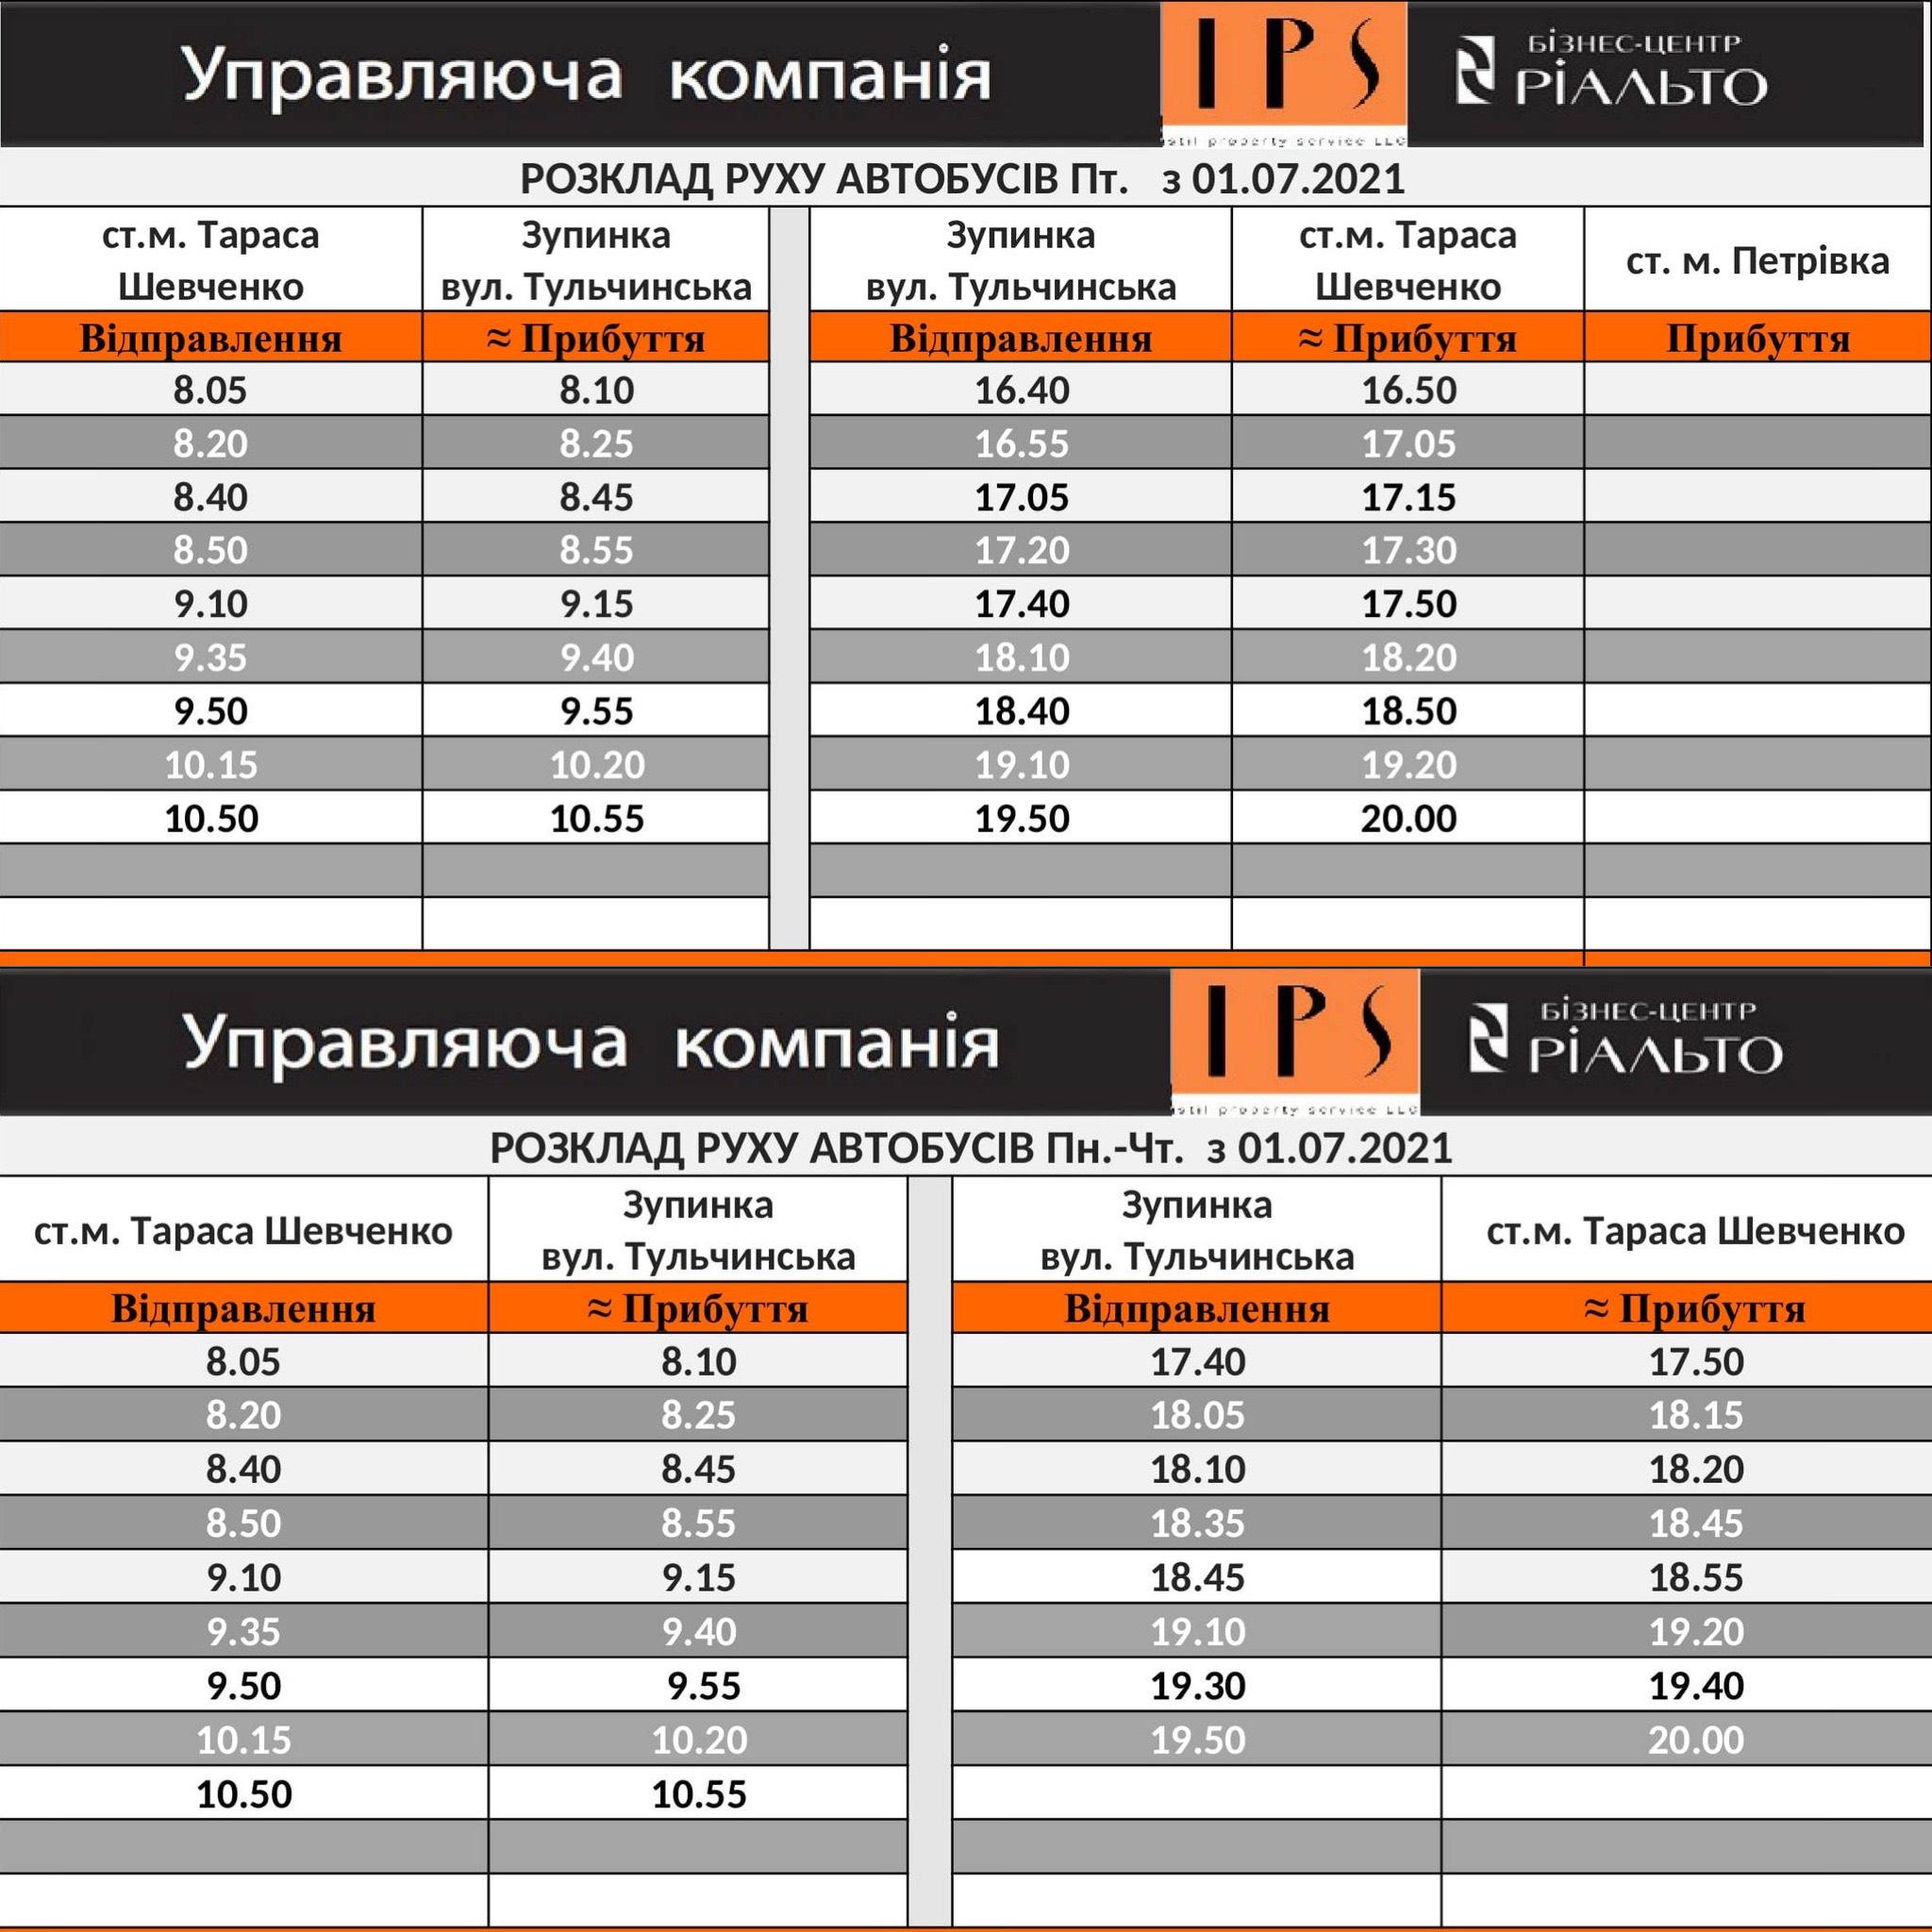 Управляюча компанія
IPS
istil property service LLC
БІЗНЕС-ЦЕНТР
РІАЛЬТО
РОЗКЛАД РУХУ АВТОБУСІВ Пт. з 01.07.2021
ст.м. Тараса Шевченко Зупинка вул. Тульчинська Зупинка вул. Тульчинська ст.м. Тараса Шевченко ст. м. Петрівка
Відправлення ≈ Прибуття Відправлення ≈ Прибуття Прибуття
8.05 8.10 16.40 16.50
8.20 8.25 16.55 17.05
8.40 8.45 17.05 17.15
8.50 8.55 17.20 17.30
9.10 9.15 17.40 17.50
9.35 9.40 18.10 18.20
9.50 9.55 18.40 18.50
10.15 10.20 19.10 19.20
10.50 10.55 19.50 20.00
Управляюча компанія
IPS
istil property service LLC
БІЗНЕС-ЦЕНТР
РІАЛЬТО
РОЗКЛАД РУХУ АВТОБУСІВ Пн.-Чт. з 01.07.2021
ст.м. Тараса Шевченко Зупинка вул. Тульчинська Зупинка вул. Тульчинська ст.м. Тараса Шевченко
Відправлення ≈ Прибуття Відправлення ≈ Прибуття
8.05 8.10 17.40 17.50
8.20 8.25 18.05 18.15
8.40 8.45 18.10 18.20
8.50 8.55 18.35 18.45
9.10 9.15 18.45 18.55
9.35 9.40 19.10 19.20
9.50 9.55 19.30 19.40
10.15 10.20 19.50 20.00
10.50 10.55